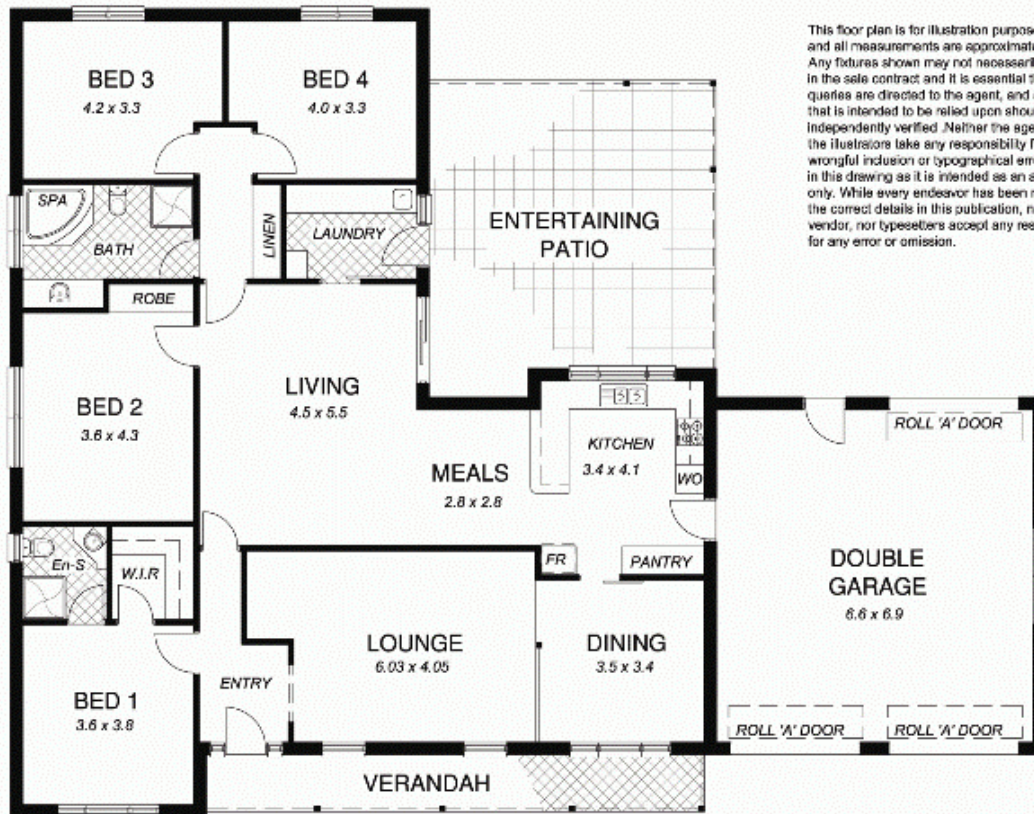 BED 3
4.2 x 3.3
BED 4
4.0 x 3.3
This floor plan is for illustration purpose
and all measurements are approximate
Any fixtures shown may not necessaril
in the sale contract and it is essential t
queries are directed to the agent, and
that is intended to be relied upon shou
independently verified .Neither the age
the illustrators take any responsibility f
wrongful inclusion or typographical err
in this drawing as it is intended as an a
only. While every endeavor has been
the correct details in this publication, n
vendor, nor typesetters accept any res
for any error or omission.
SPA
BATH
LINEN
LAUNDRY
ENTERTAINING
PATIO
ROBE
BED 2
3.6 x 4.3
LIVING
4.5 x 5.5
MEALS
2.8 x 2.8
KITCHEN
3.4 x 4.1
WO
ROLL 'A' DOOR
En-S
W.I.R
FR
PANTRY
DOUBLE
GARAGE
6.6 x 6.9
LOUNGE
6.03 x 4.05
DINING
3.5 x 3.4
BED 1
3.6 x 3.8
ENTRY
ROLL 'A' DOOR
ROLL 'A' DOOR
VERANDAH